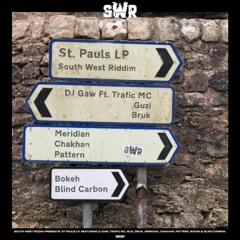 SWR
St. Pauls LP
South West Riddim
DJ Gaw Ft. Trafic MC
Guzi
Bruk
Meridian
Chakhan
Pattern
SWR
Bokeh
Blind Carbon